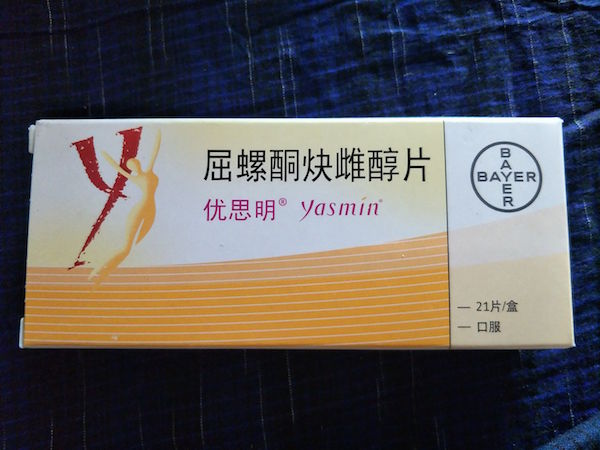 屈螺酮炔雌醇片
优思明® Yasmin®
BAYER
BAYER
— 21片/盒
— 口服